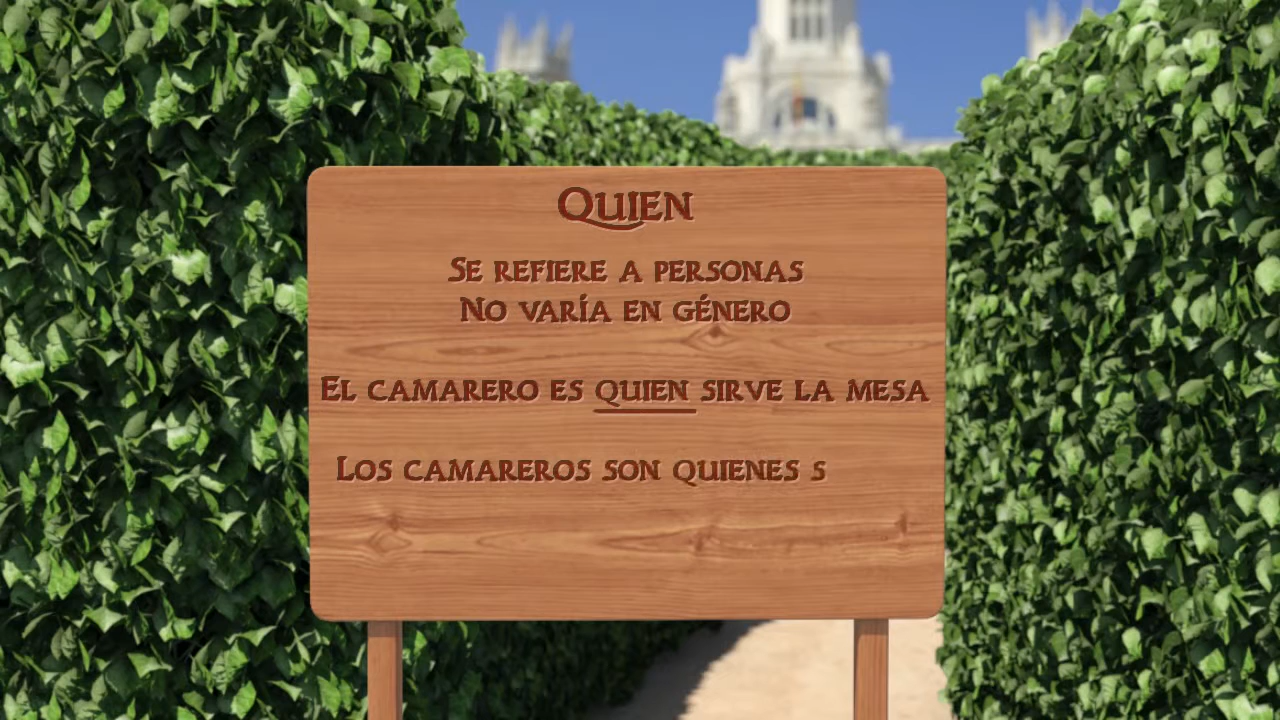 Quien
Se refiere a personas
No varía en género
El camarero es quien sirve la mesa
Los camareros son quienes s